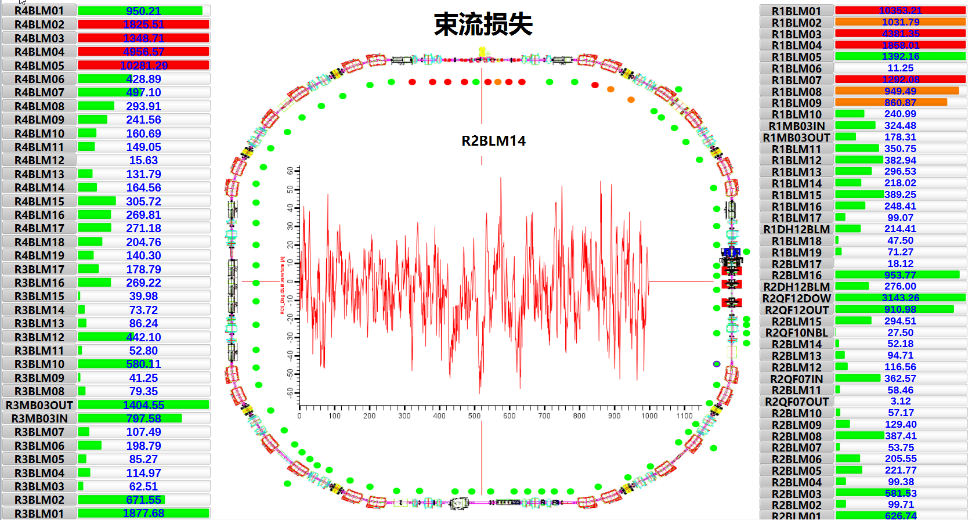 束流损失
R4BLM01 950.21
R4BLM02 1825.51
R4BLM03 1348.71
R4BLM04 4958.57
R4BLM05 10281.29
R4BLM06 428.89
R4BLM07 497.10
R4BLM08 293.91
R4BLM09 241.56
R4BLM10 160.69
R4BLM11 149.05
R4BLM12 15.63
R4BLM13 131.79
R4BLM14 164.56
R4BLM15 305.72
R4BLM16 269.81
R4BLM17 271.18
R4BLM18 204.76
R4BLM19 140.30
R3BLM17 178.79
R3BLM16 269.22
R3BLM15 39.98
R3BLM14 73.72
R3BLM13 86.24
R3BLM12 442.10
R3BLM11 52.80
R3BLM10 580.11
R3BLM09 41.25
R3BLM08 79.35
R3MB03OUT 1404.55
R3MB03IN 797.58
R3BLM07 107.49
R3BLM06 198.79
R3BLM05 85.27
R3BLM04 114.97
R3BLM03 62.51
R3BLM02 671.55
R3BLM01 1877.68
R2BLM14
60
50
40
30
20
10
0
-10
-20
-30
-40
-50
-60
0 100 200 300 400 500 600 700 800 900 1000 1100
R1BLM01 10353.21
R1BLM02 1031.79
R1BLM03 4381.35
R1BLM04 1858.01
R1BLM05 1392.16
R1BLM06 11.25
R1BLM07 1292.03
R1BLM08 949.49
R1BLM09 860.87
R1BLM10 240.99
R1MB03IN 324.48
R1MB03OUT 178.31
R1BLM11 350.75
R1BLM12 382.94
R1BLM13 296.53
R1BLM14 218.02
R1BLM15 389.25
R1BLM16 248.41
R1BLM17 99.07
R1DH12BLM 214.41
R1BLM18 47.50
R1BLM19 71.27
R2BLM17 18.12
R2BLM16 953.77
R2DH12BLM 276.00
R2QF12DOW 3143.26
R2QF12OUT 910.98
R2BLM15 294.51
R2QF10NBL 27.50
R2BLM14 52.18
R2BLM13 94.71
R2BLM12 116.56
R2QF07IN 362.57
R2BLM11 58.46
R2QF07OUT 3.12
R2BLM10 57.17
R2BLM09 129.40
R2BLM08 387.41
R2BLM07 53.75
R2BLM06 205.55
R2BLM05 221.77
R2BLM04 99.38
R2BLM03 581.53
R2BLM02 99.71
R2BLM01 626.74